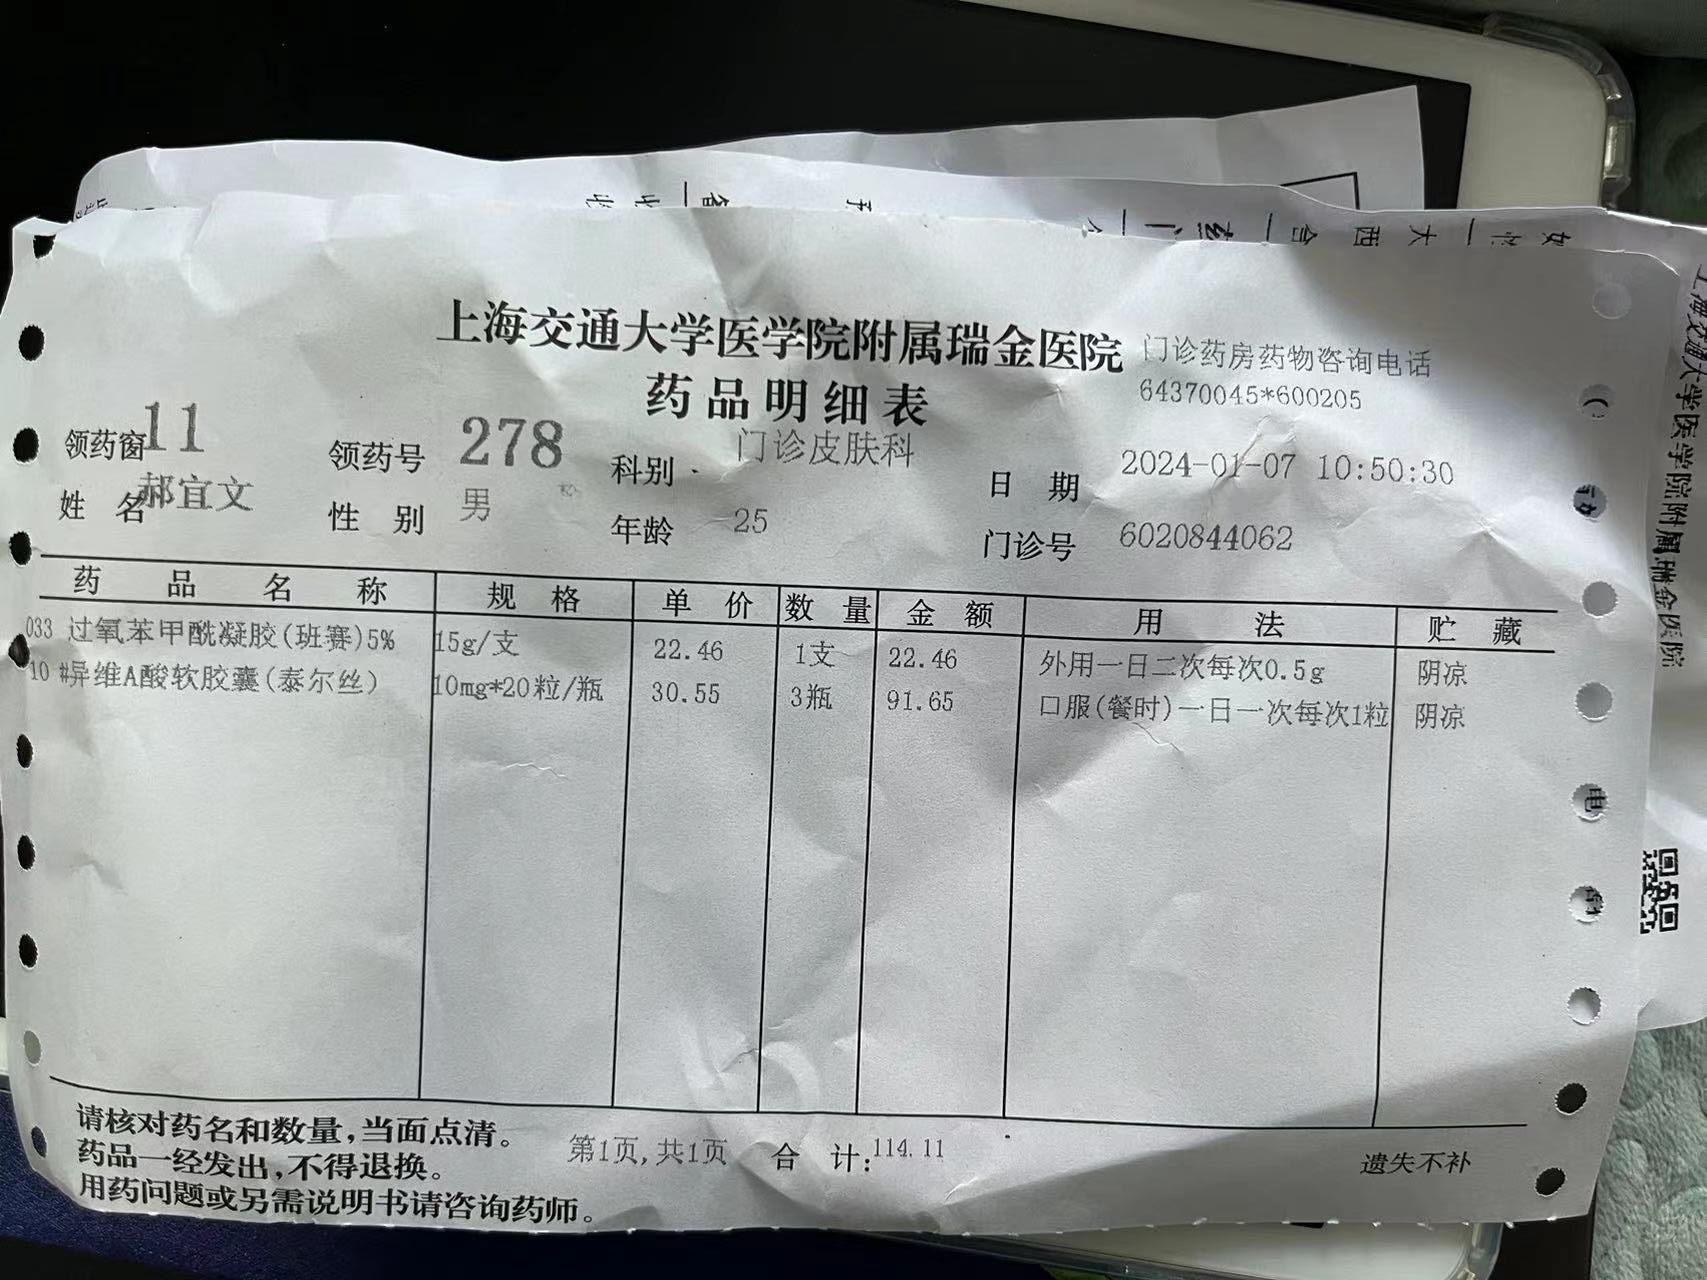 上海交通大学医学院附属瑞金医院
药品明细表
门诊药房药物咨询电话
64370045*600205
领药窗 11 领药号 278 科别 门诊皮肤科 日 期 2024-01-07 10:50:30
姓 名 郝宜文 性 别 男 年龄 25 门诊号 6020844062
药 品 名 称 规 格 单 价 数 量 金 额 用 法 贮 藏
033 过氧苯甲酰凝胶(班赛)5% 15g/支 22.46 1支 22.46 外用一日二次每次0.5g 阴凉
10 #异维A酸软胶囊(泰尔丝) 10mg*20粒/瓶 30.55 3瓶 91.65 口服(餐时)一日一次每次1粒 阴凉
请核对药名和数量,当面点清。
药品一经发出,不得退换。
用药问题或另需说明书请咨询药师。
第1页,共1页 合 计:114.11
遗失不补
上海交通大学医学院附属瑞金医院